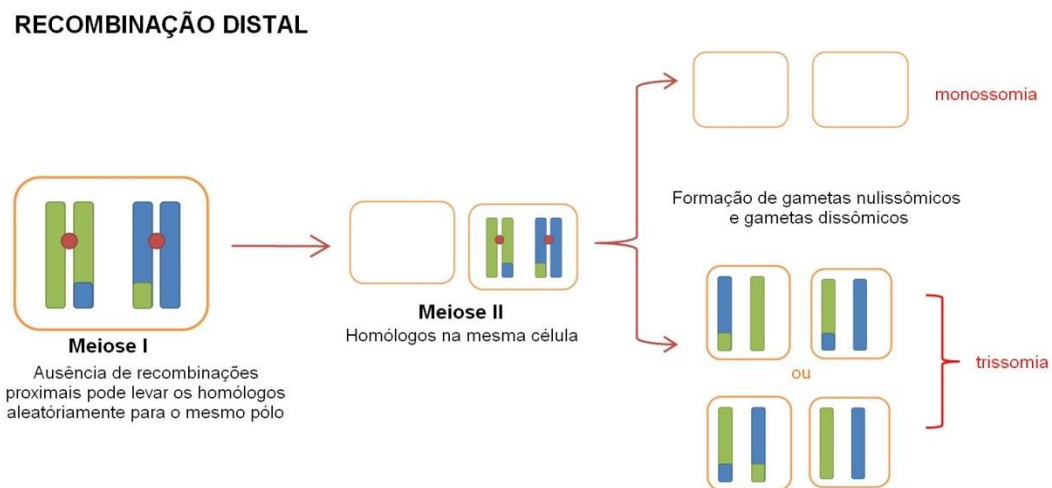 RECOMBINAÇÃO DISTAL
monossomia
Formação de gametas nulissômicos
e gametas dissômicos
Meiose I
Ausência de recombinações
proximais pode levar os homólogos
aleatóriamente para o mesmo pólo
Meiose II
Homólogos na mesma célula
ou
trissomia